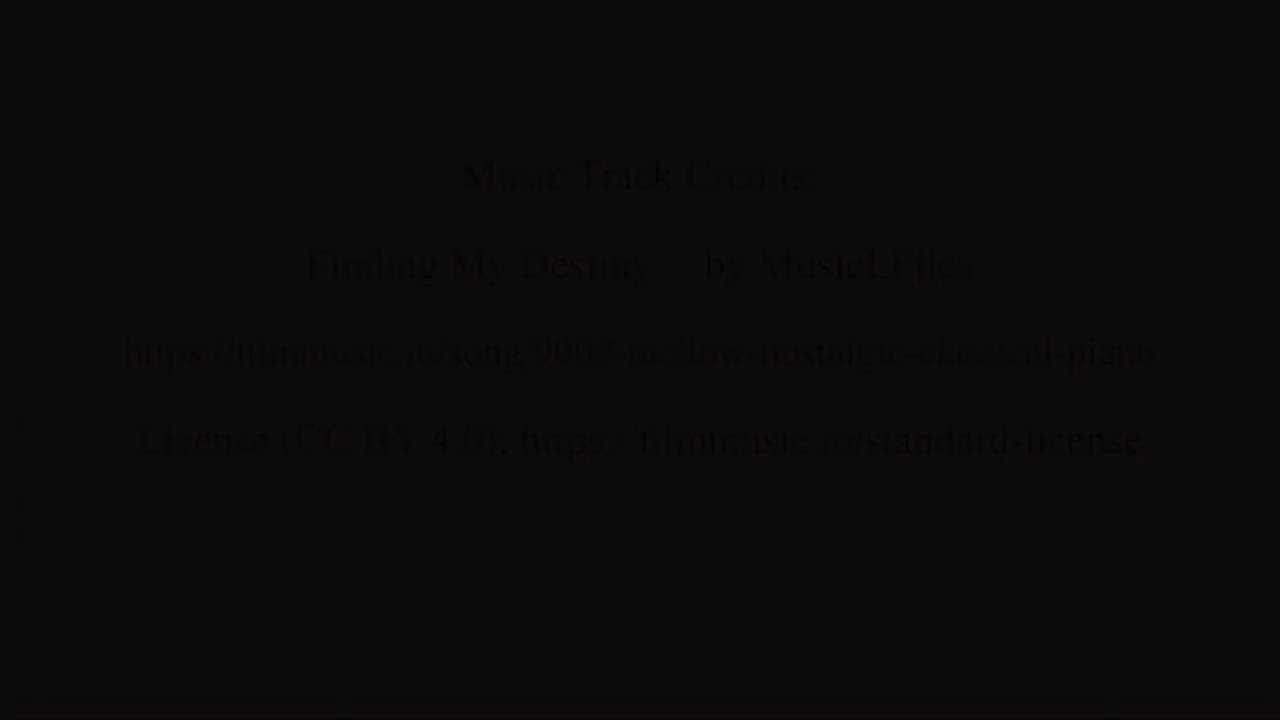 Music Track Credits:
Finding My Destiny by MusicLFiles
https://filmmusic.io/song/9009-mellow-nostalgic-classical-piano
License (CC BY 4.0): https://filmmusic.io/standard-license